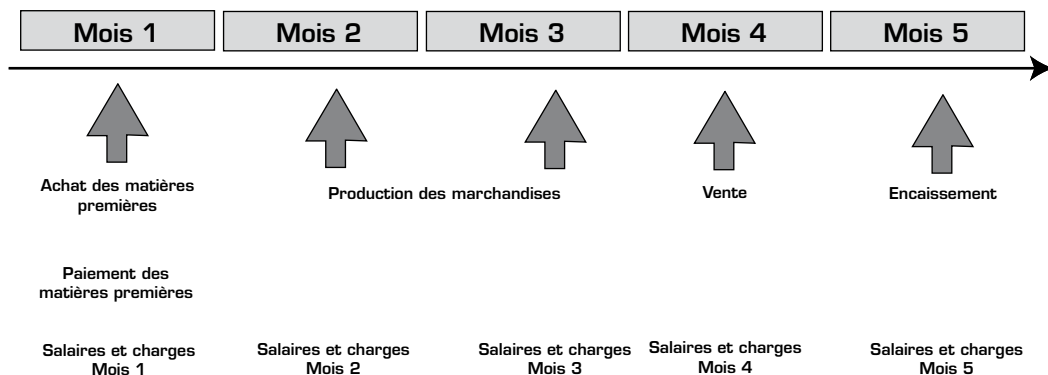 Mois 1
Mois 2
Mois 3
Mois 4
Mois 5
Achat des matières
premières
Production des marchandises
Vente
Encaissement
Paiement des
matières premières
Salaires et charges
Mois 1
Salaires et charges
Mois 2
Salaires et charges
Mois 3
Salaires et charges
Mois 4
Salaires et charges
Mois 5